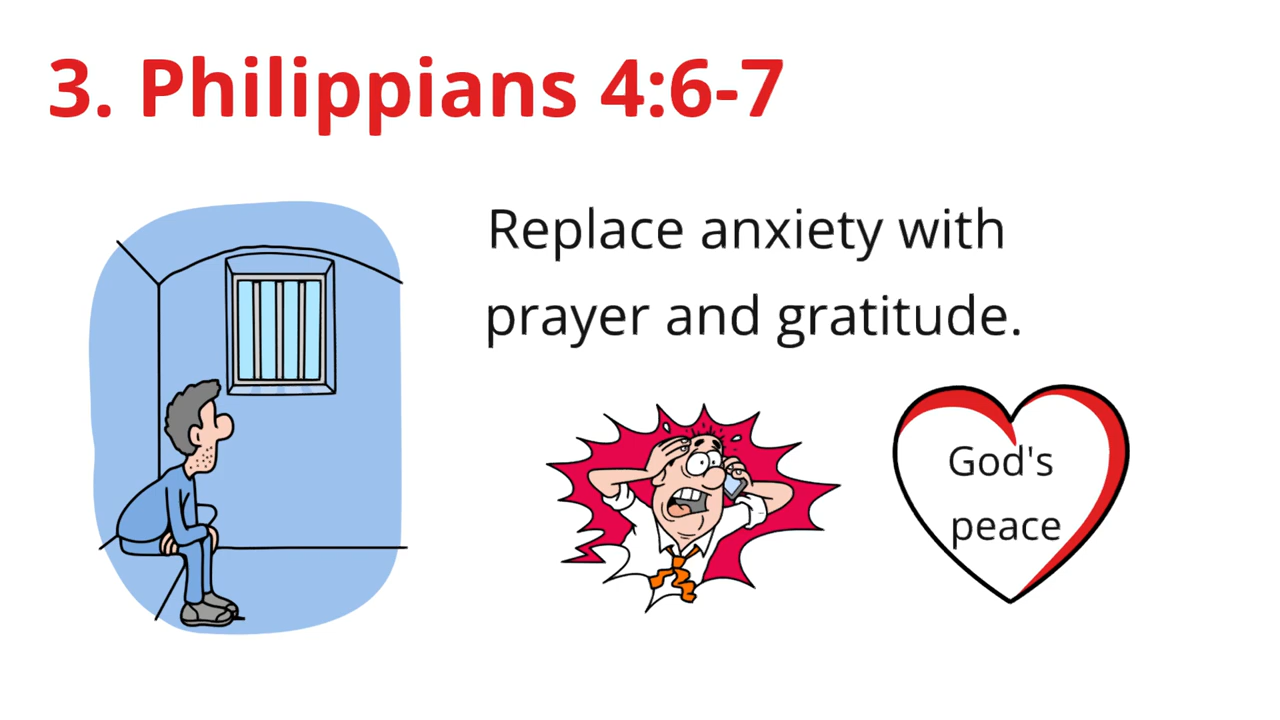 3. Philippians 4:6-7
Replace anxiety with
prayer and gratitude.
God's
peace